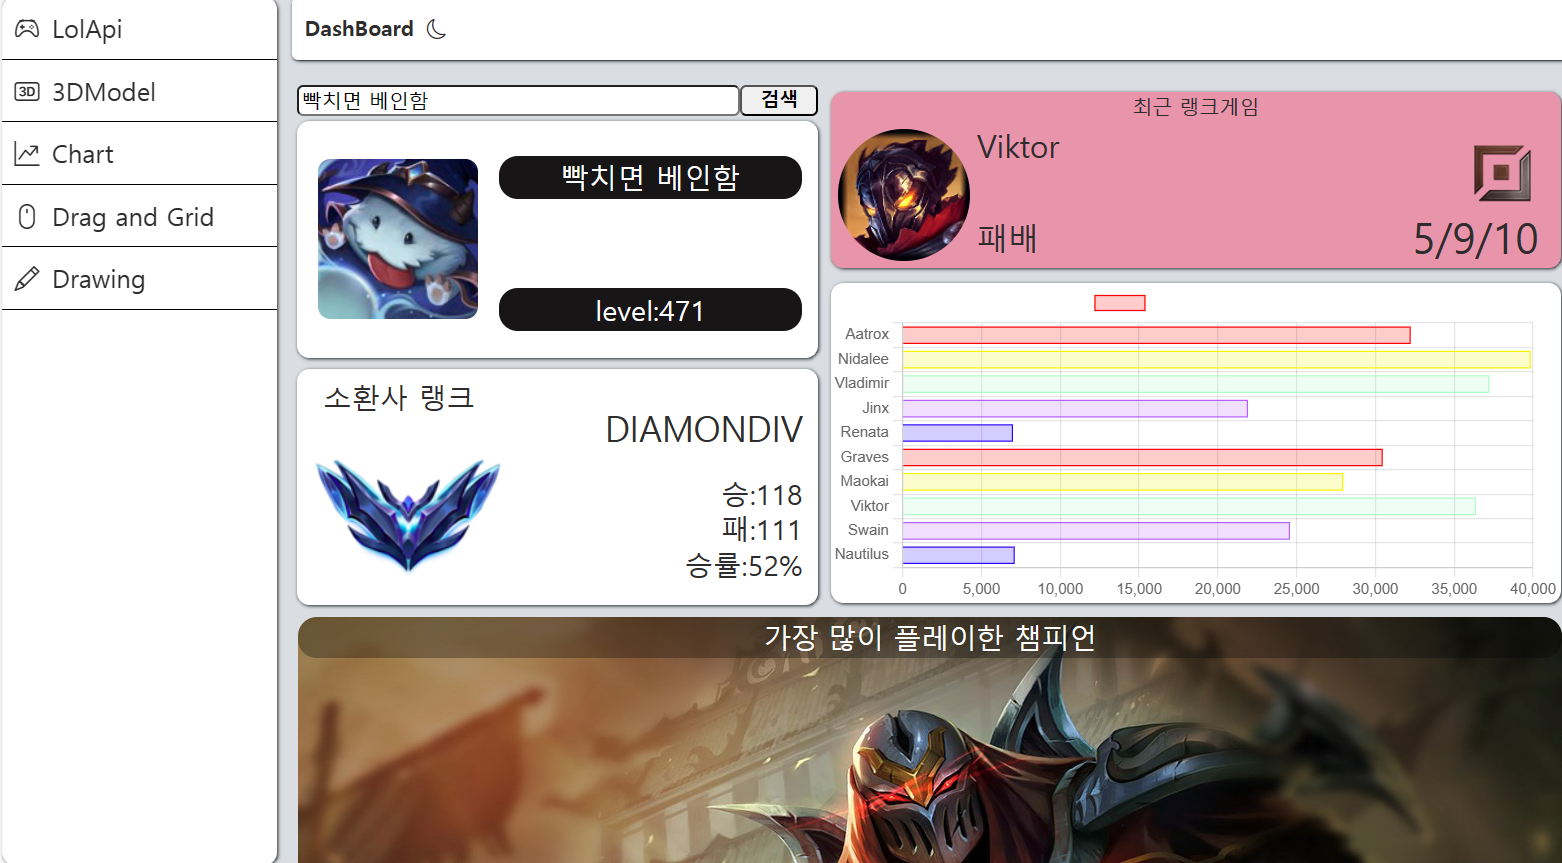 LolApi
3DModel
Chart
Drag and Grid
Drawing
3D
DashBoard
빡치면 베인함
검색
빡치면 베인함
level:471
소환사 랭크
DIAMONDIV
승:118
패:111
승률:52%
최근 랭크게임
Viktor
패배
5/9/10
Aatrox
Nidalee
Vladimir
Jinx
Renata
Graves
Maokai
Viktor
Swain
Nautilus
0 5,000 10,000 15,000 20,000 25,000 30,000 35,000 40,000
가장 많이 플레이한 챔피언